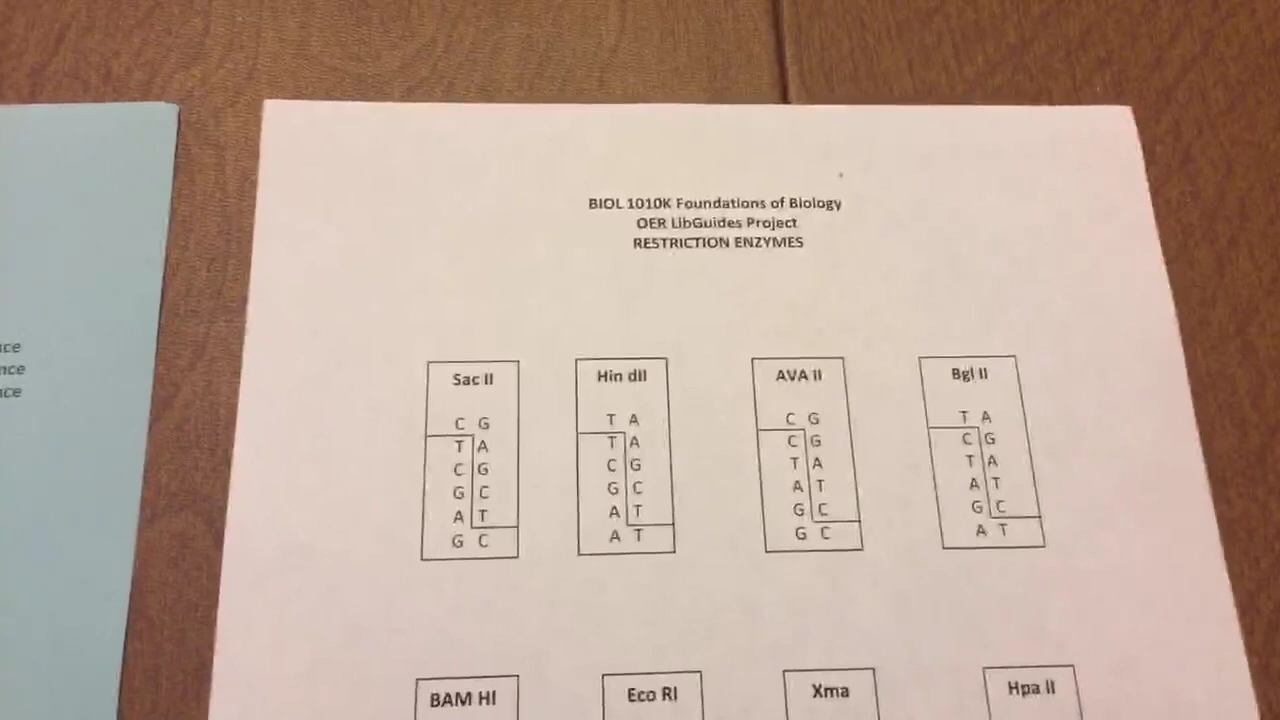 BIOL 1010K Foundations of Biology
OER LibGuides Project
RESTRICTION ENZYMES
Sac II
C G
T A
C G
G C
A T
G C
Hin dII
T A
T A
C G
G C
A T
A T
AVA II
C G
C G
T A
A T
G C
G C
Bgl II
T A
C G
T A
A T
G C
A T
BAM HI
Eco RI
Xma
Hpa II